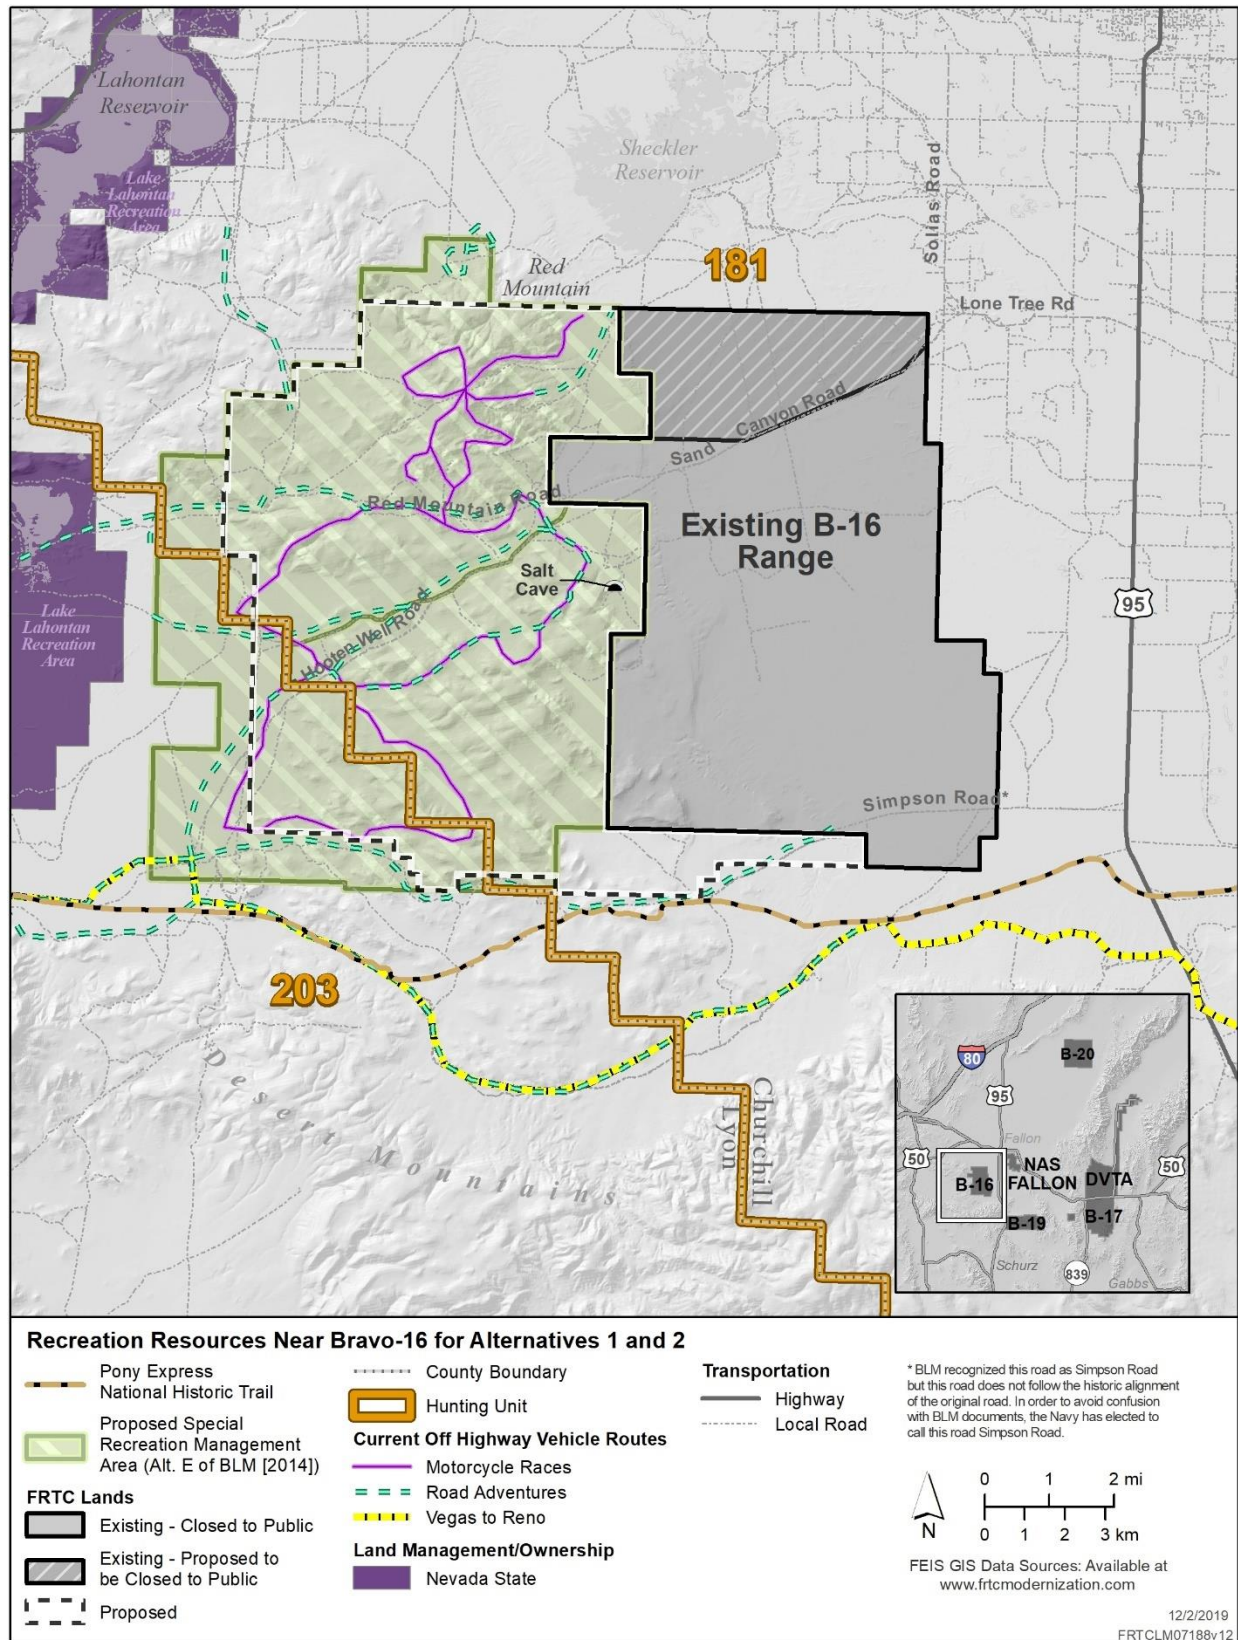 Lahontan
Reservoir
Lake
Lahontan
Recreation
Area
Sheckler
Reservoir
Solias Road
181
Red
Mountain
Lone Tree Rd
Sand Canyon Road
Red Mountain Road
Existing B-16
Range
Salt
Cave
95
Lake
Lahontan
Recreation
Area
Hooten Well Road
Simpson Road*
203
Desert Mountains
Churchill
Lyon
80
B-20
95
Fallon
50
NAS
FALLON
DVTA
50
B-16
B-19
B-17
Schurz
839
Gabbs
Recreation Resources Near Bravo-16 for Alternatives 1 and 2
Pony Express
National Historic Trail
Proposed Special
Recreation Management
Area (Alt. E of BLM [2014])
FRTC Lands
Existing - Closed to Public
Existing - Proposed to
be Closed to Public
Proposed
County Boundary
Hunting Unit
Current Off Highway Vehicle Routes
Motorcycle Races
Road Adventures
Vegas to Reno
Land Management/Ownership
Nevada State
Transportation
Highway
Local Road
* BLM recognized this road as Simpson Road
but this road does not follow the historic alignment
of the original road. In order to avoid confusion
with BLM documents, the Navy has elected to
call this road Simpson Road.
N
0 1 2 mi
0 1 2 3 km
FEIS GIS Data Sources: Available at
www.frtcmodernization.com
12/2/2019
FRTCLM07188v12